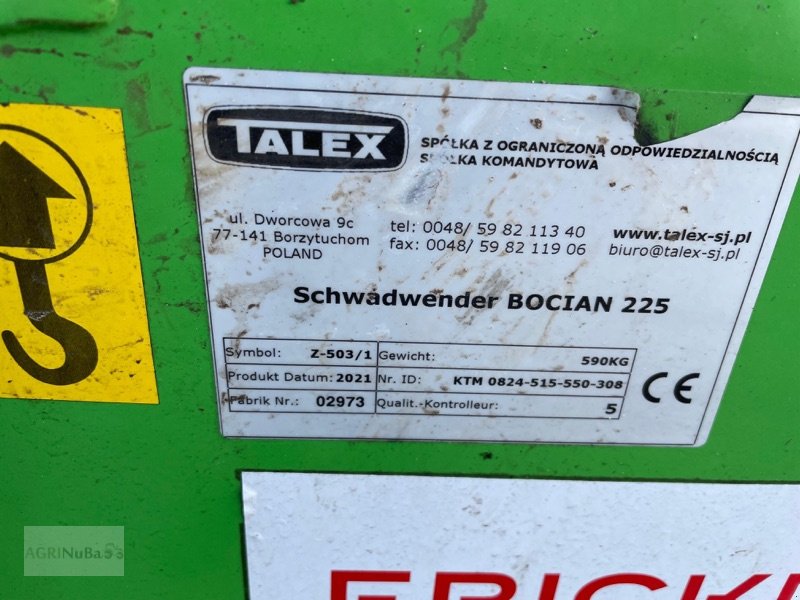 TALEX
SPÓŁKA Z OGRANICZONĄ ODPOWIEDZIALNOŚCIĄ
SPÓŁKA KOMANDYTOWA
ul. Dworcowa 9c
77-141 Borzytuchom
POLAND
tel: 0048/ 59 82 113 40
fax: 0048/ 59 82 119 06
www.talex-sj.pl
biuro@talex-sj.pl
Schwadwender BOCIAN 225
Symbol: Z-503/1 Gewicht: 590KG
Produkt Datum: 2021 Nr. ID: KTM 0824-515-550-308
Fabrik Nr.: 02973 Qualit.-Kontrolleur: 5
CE